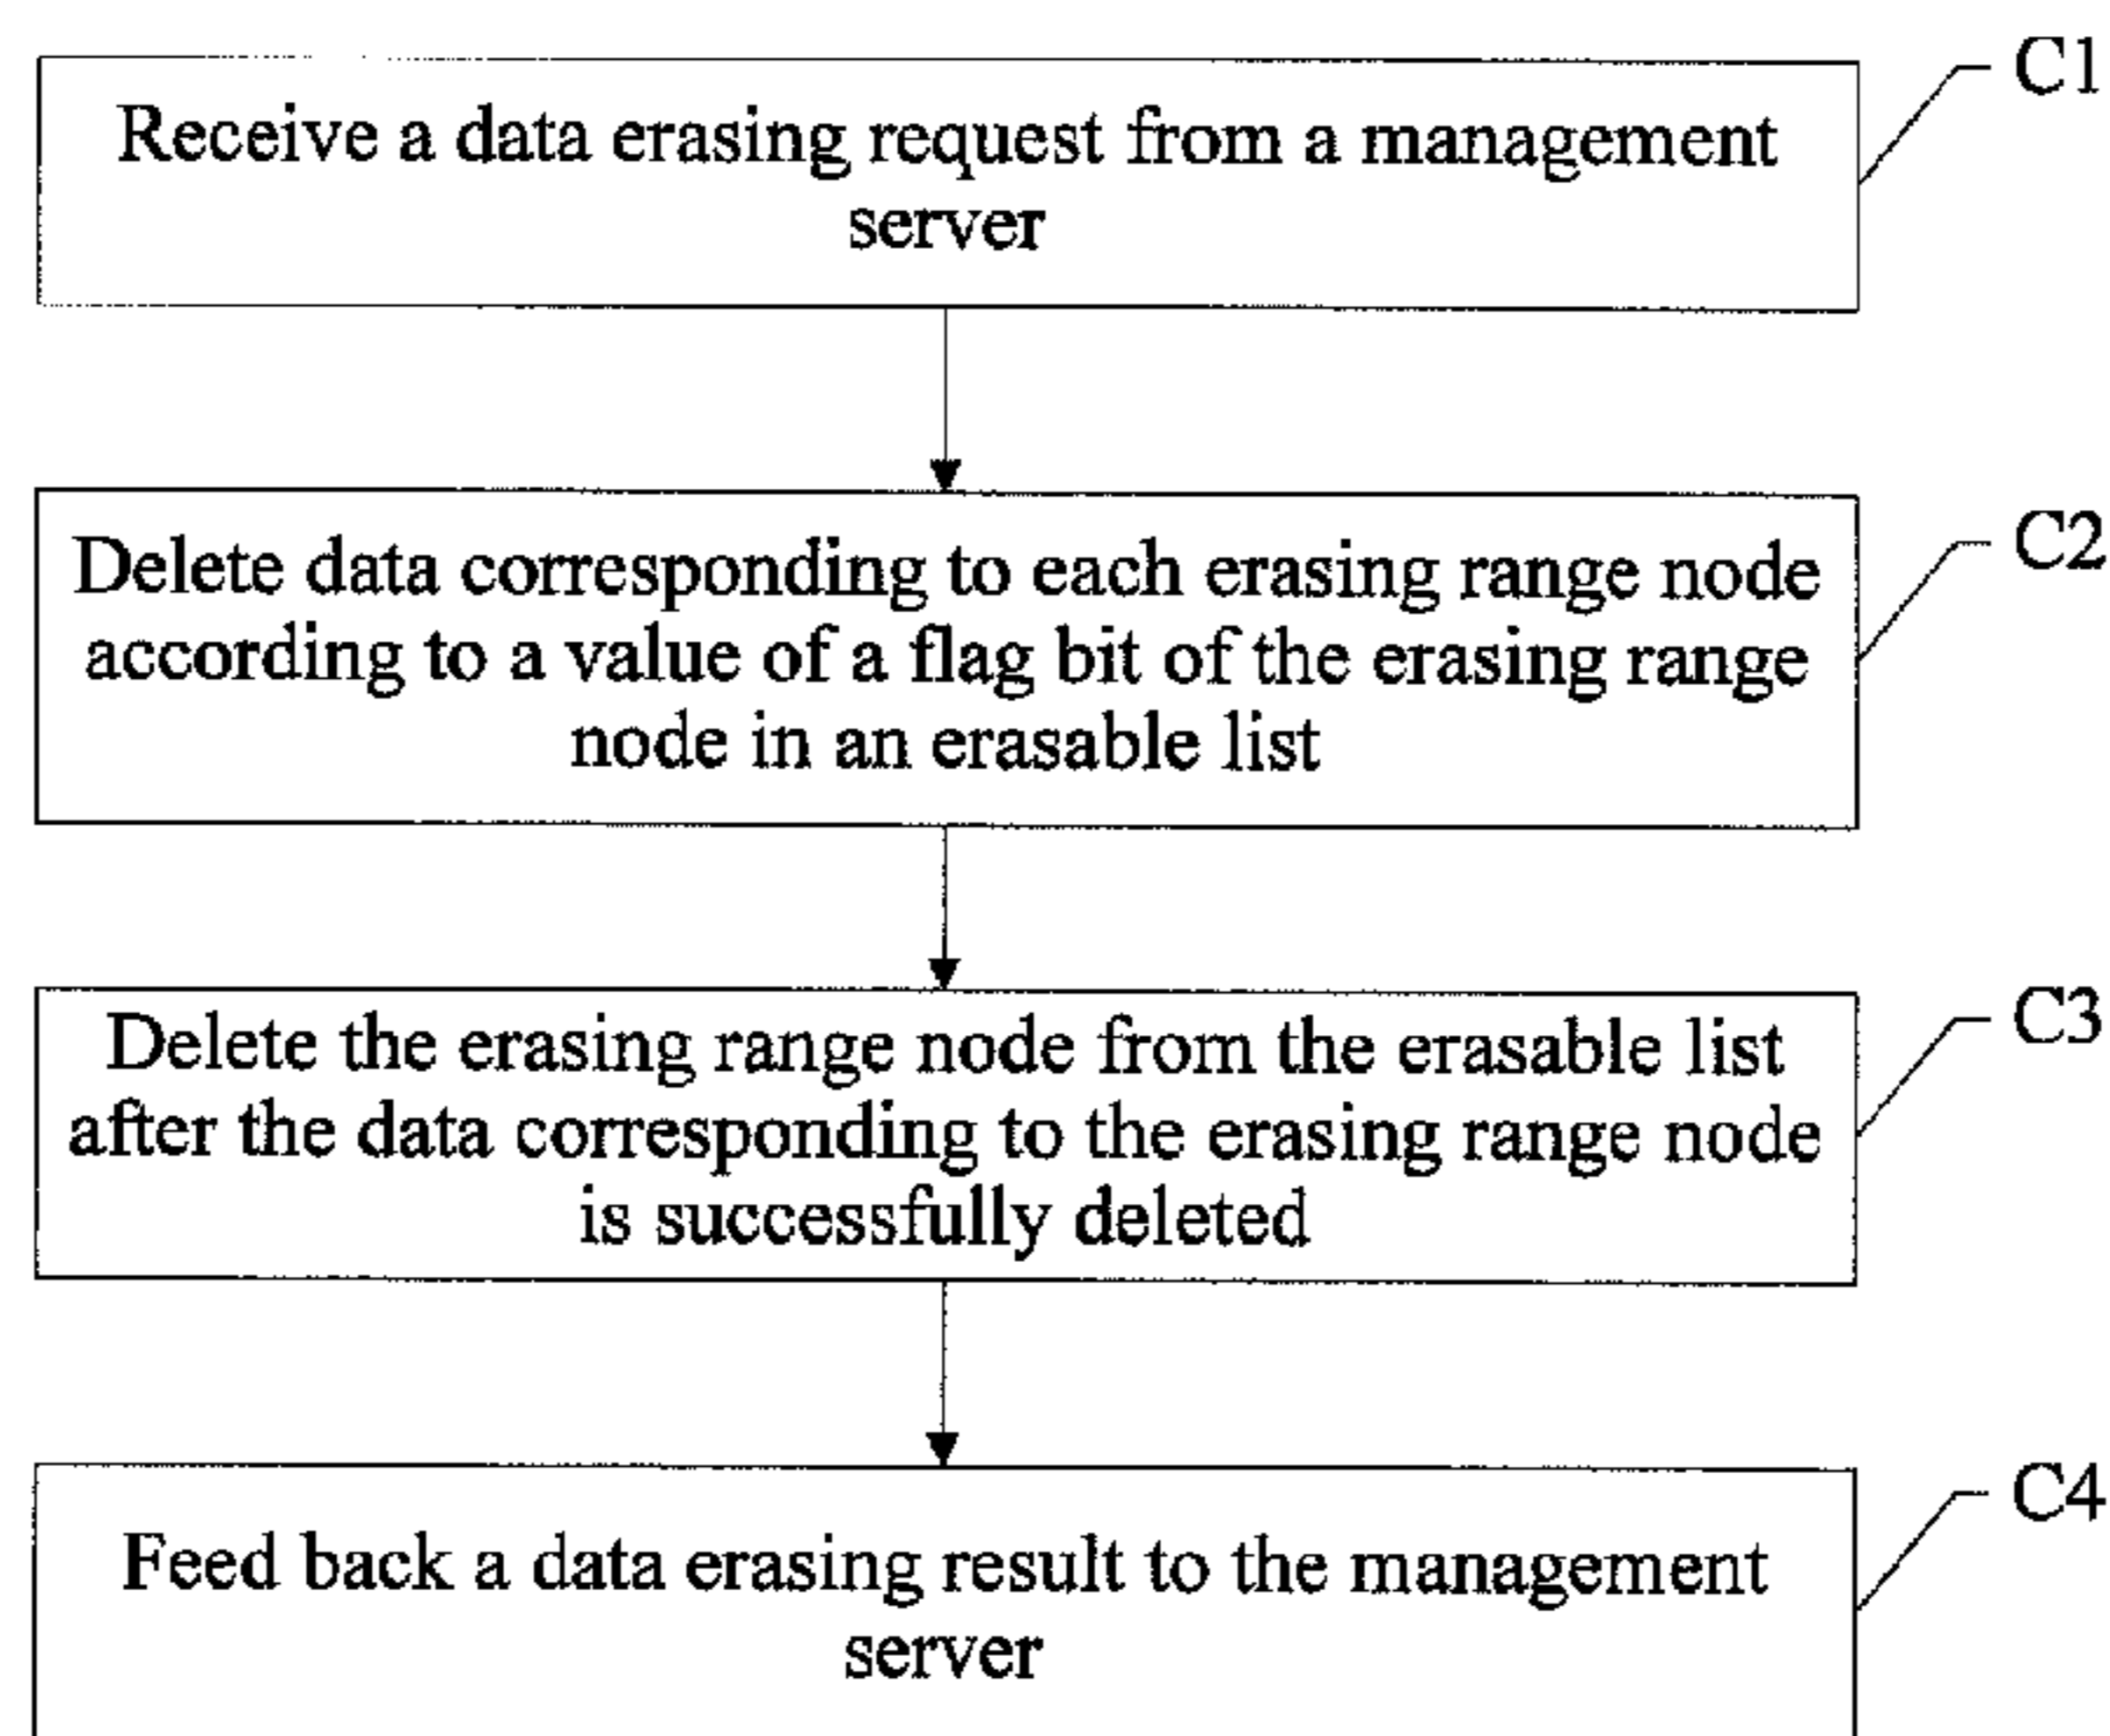 C1
Receive a data erasing request from a management
server
C2
Delete data corresponding to each erasing range node
according to a value of a flag bit of the erasing range
node in an erasable list
C3
Delete the erasing range node from the erasable list
after the data corresponding to the erasing range node
is successfully deleted
C4
Feed back a data erasing result to the management
server